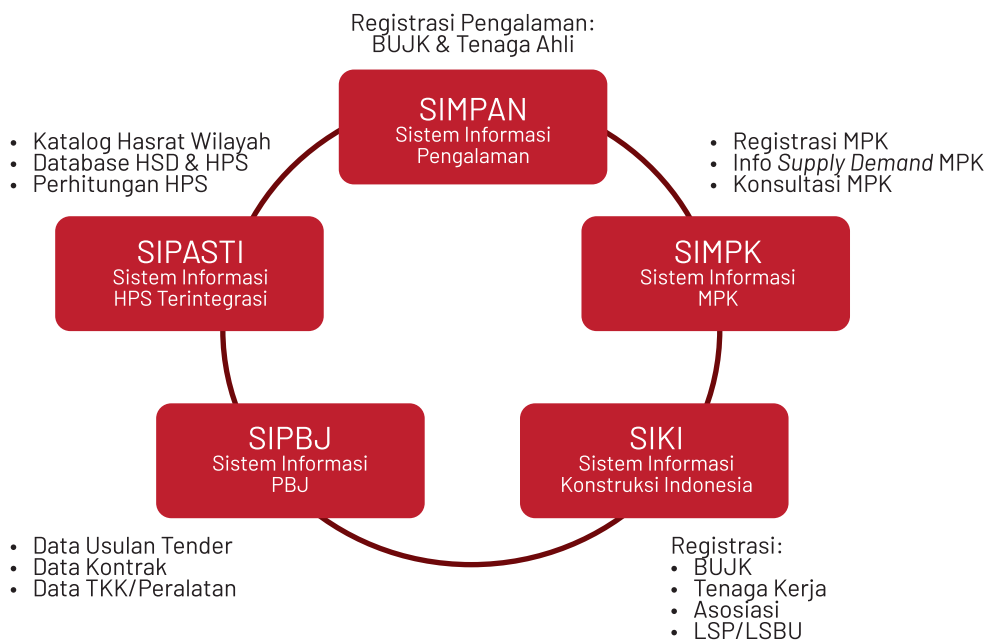 Registrasi Pengalaman:
BUJK & Tenaga Ahli
SIMPAN
Sistem Informasi
Pengalaman
• Katalog Hasrat Wilayah
• Database HSD & HPS
• Perhitungan HPS
• Registrasi MPK
• Info Supply Demand MPK
• Konsultasi MPK
SIPASTI
Sistem Informasi
HPS Terintegrasi
SIMPK
Sistem Informasi
MPK
SIPBJ
Sistem Informasi
PBJ
SIKI
Sistem Informasi
Konstruksi Indonesia
• Data Usulan Tender
• Data Kontrak
• Data TKK/Peralatan
Registrasi:
• BUJK
• Tenaga Kerja
• Asosiasi
• LSP/LSBU